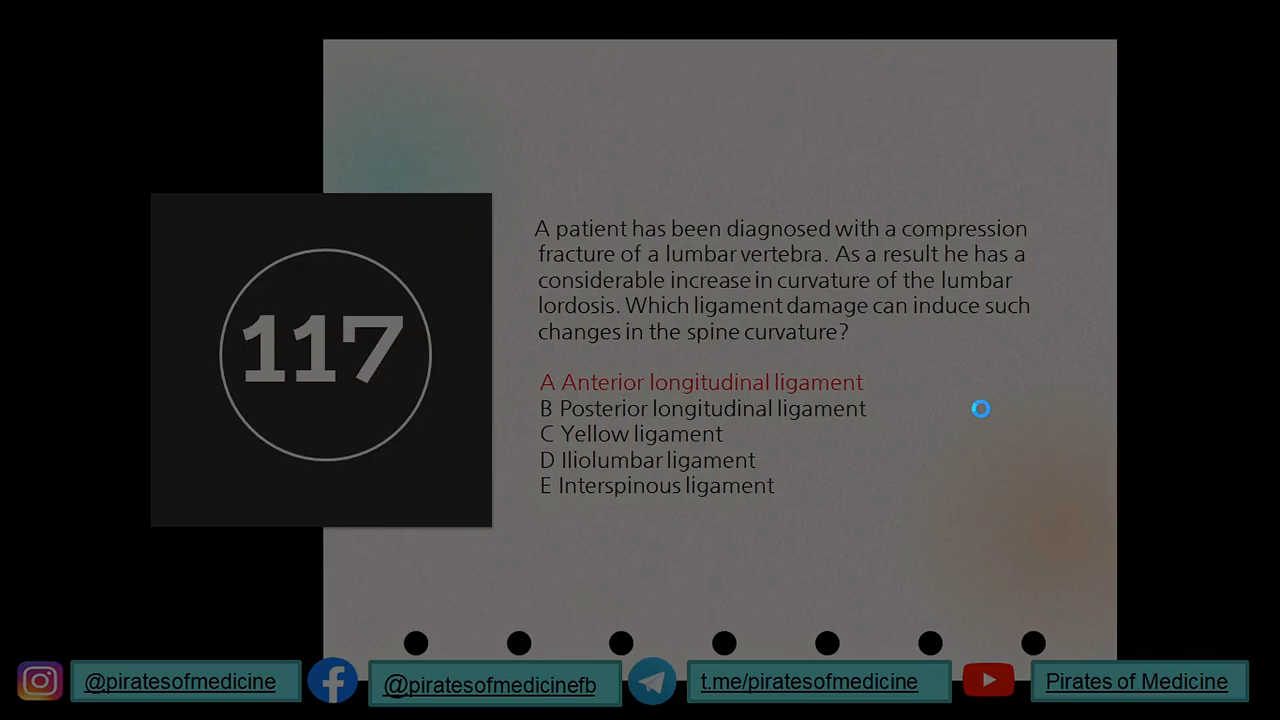 117
A patient has been diagnosed with a compression
fracture of a lumbar vertebra. As a result he has a
considerable increase in curvature of the lumbar
lordosis. Which ligament damage can induce such
changes in the spine curvature?
A Anterior longitudinal ligament
B Posterior longitudinal ligament
C Yellow ligament
D Iliolumbar ligament
E Interspinous ligament
@piratesofmedicine
@piratesofmedicinefb
t.me/piratesofmedicine
Pirates of Medicine